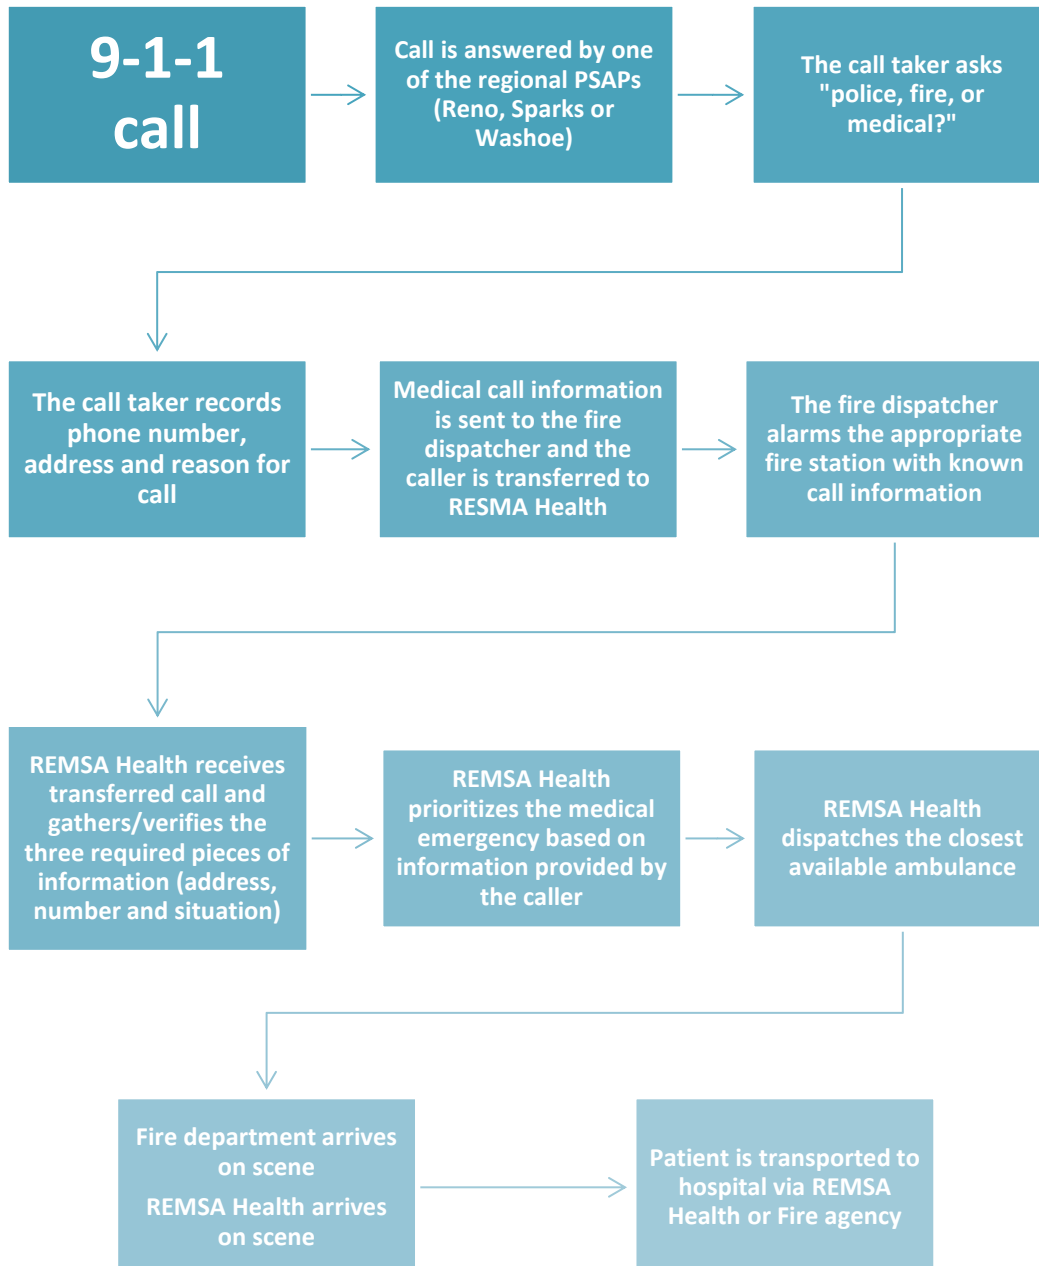 9-1-1
call
Call is answered by one
of the regional PSAPs
(Reno, Sparks or
Washoe)
The call taker asks
"police, fire, or
medical?"
The call taker records
phone number,
address and reason for
call
Medical call information
is sent to the fire
dispatcher and the
caller is transferred to
RESMA Health
The fire dispatcher
alarms the appropriate
fire station with known
call information
REMSA Health receives
transferred call and
gathers/verifies the
three required pieces of
information (address,
number and situation)
REMSA Health
prioritizes the medical
emergency based on
information provided by
the caller
REMSA Health
dispatches the closest
available ambulance
Fire department arrives
on scene
REMSA Health arrives
on scene
Patient is transported to
hospital via REMSA
Health or Fire agency